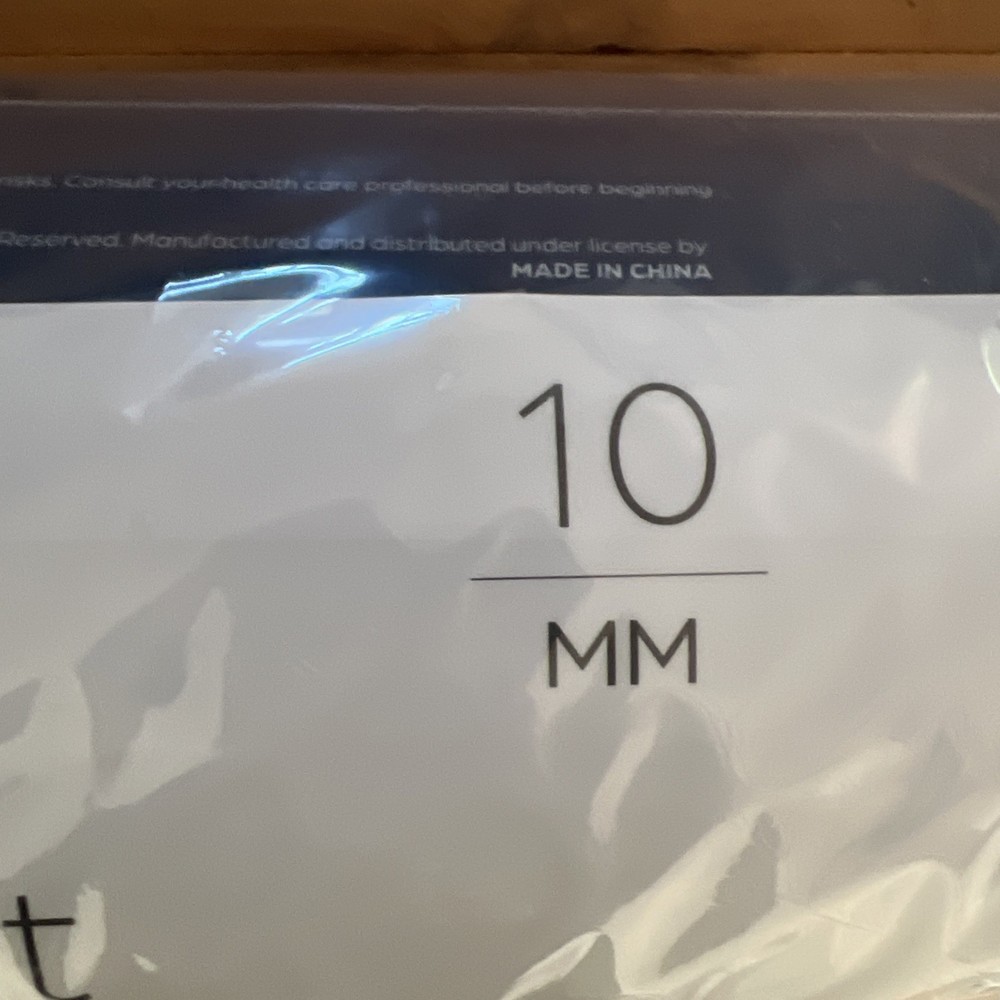 risks. Consult your health care professional before beginning
Reserved. Manufactured and distributed under license by
MADE IN CHINA
10
MM
t